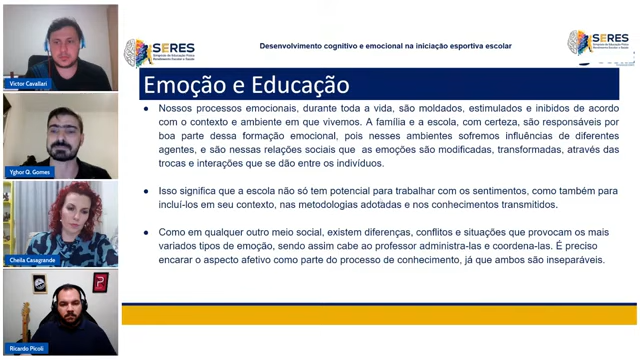 SERES
Desenvolvimento cognitivo e emocional na iniciação esportiva escolar
SERES
Emoção e Educação
● Nossos processos emocionais, durante toda a vida, são moldados, estimulados e inibidos de acordo
com o contexto e ambiente em que vivemos. A família e a escola, com certeza, são responsáveis por
boa parte dessa formação emocional, pois nesses ambientes sofremos influências de diferentes
agentes, e são nessas relações sociais que as emoções são modificadas, transformadas, através das
trocas e interações que se dão entre os indivíduos.
● Isso significa que a escola não só tem potencial para trabalhar com os sentimentos, como também para
incluí-los em seu contexto, nas metodologias adotadas e nos conhecimentos transmitidos.
● Como em qualquer outro meio social, existem diferenças, conflitos e situações que provocam os mais
variados tipos de emoção, sendo assim cabe ao professor administra-las e coordena-las. É preciso
encarar o aspecto afetivo como parte do processo de conhecimento, já que ambos são inseparáveis.
Victor Cavallari
Yghor Q. Gomes
Cheila Casagrande
Ricardo Picoli